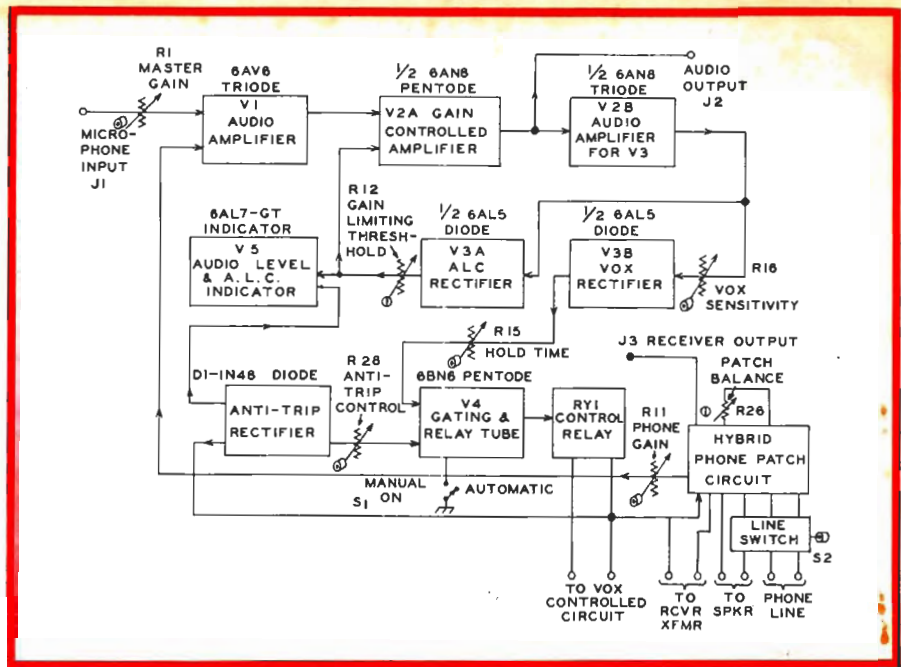 R1
MASTER
GAIN
6AV6
TRIODE
V1
AUDIO
AMPLIFIER
MICRO-
PHONE
INPUT
J1
1/2 6AN8
PENTODE
V2A GAIN
CONTROLLED
AMPLIFIER
1/2 6AN8
TRIODE
V2B
AUDIO
AMPLIFIER
FOR V3
AUDIO
OUTPUT
J2
6AL7-GT
INDICATOR
V5
AUDIO LEVEL
& A.L.C.
INDICATOR
R12
GAIN
LIMITING
THRESH-
HOLD
1/2 6AL5
DIODE
V3A
ALC
RECTIFIER
1/2 6AL5
DIODE
V3B
VOX
RECTIFIER
R16
VOX
SENSITIVITY
R15
HOLD TIME
J3 RECEIVER OUTPUT
PATCH
BALANCE
R26
D1-IN48 DIODE
ANTI-TRIP
RECTIFIER
R28
ANTI-
TRIP
CONTROL
6BN6 PENTODE
V4
GATING &
RELAY TUBE
RY1
CONTROL
RELAY
R11
PHONE
GAIN
HYBRID
PHONE PATCH
CIRCUIT
MANUAL
ON
S1
AUTOMATIC
LINE
SWITCH
S2
TO VOX
CONTROLLED
CIRCUIT
TO
RCVR
XFMR
TO
SPKR
PHONE
LINE